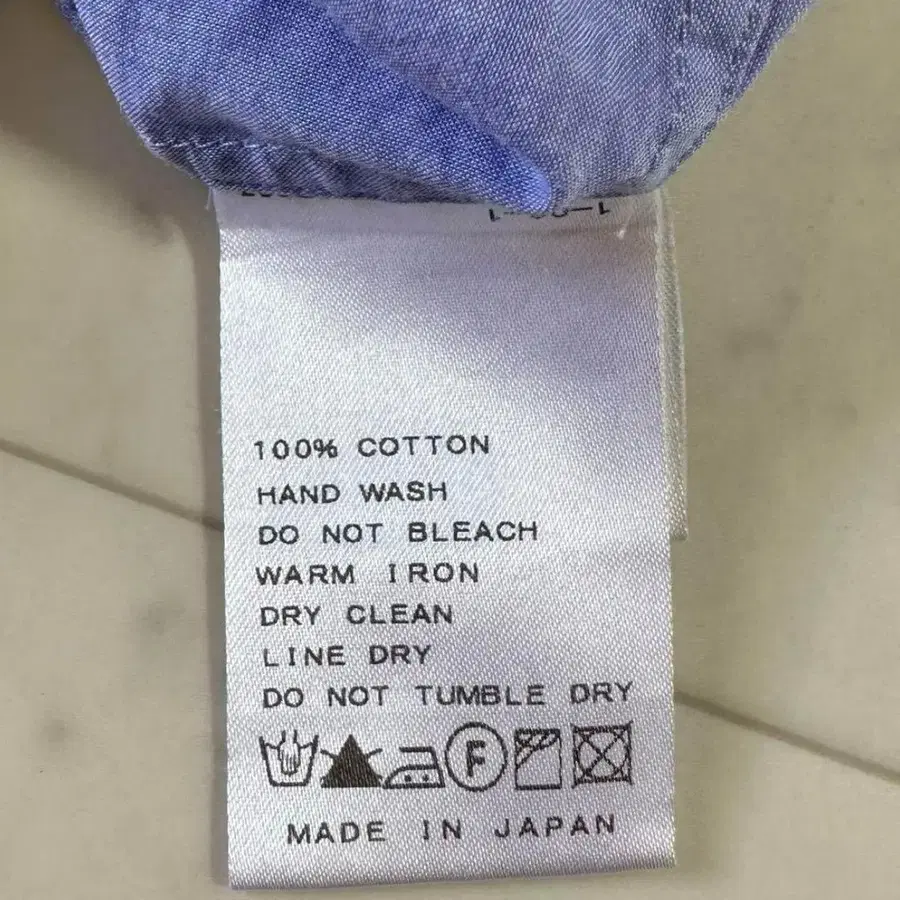 100% COTTON
HAND WASH
DO NOT BLEACH
WARM IRON
DRY CLEAN
LINE DRY
DO NOT TUMBLE DRY
F
MADE IN JAPAN